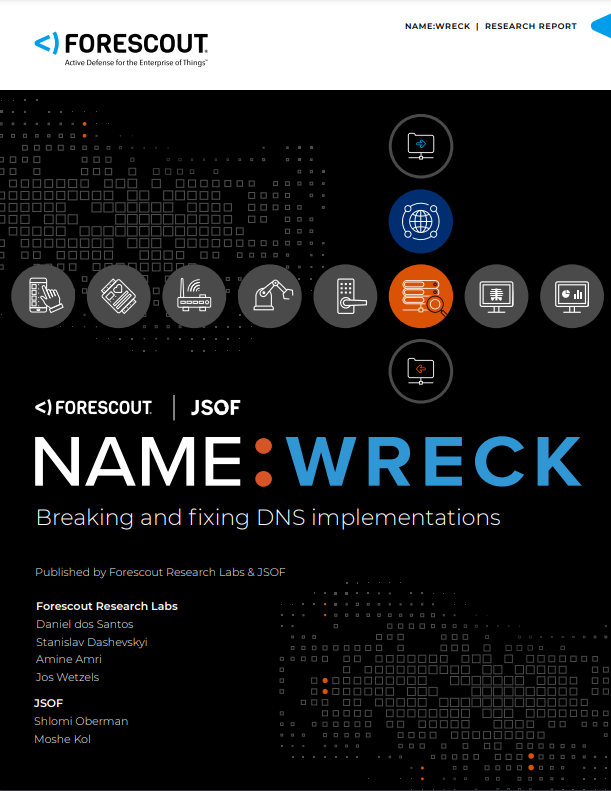 FORESCOUT
Active Defense for the Enterprise of Things™
NAME:WRECK | RESEARCH REPORT
FORESCOUT | JSOF
NAME:WRECK
Breaking and fixing DNS implementations
Published by Forescout Research Labs & JSOF
Forescout Research Labs
Daniel dos Santos
Stanislav Dashevskyi
Amine Amri
Jos Wetzels
JSOF
Shlomi Oberman
Moshe Kol